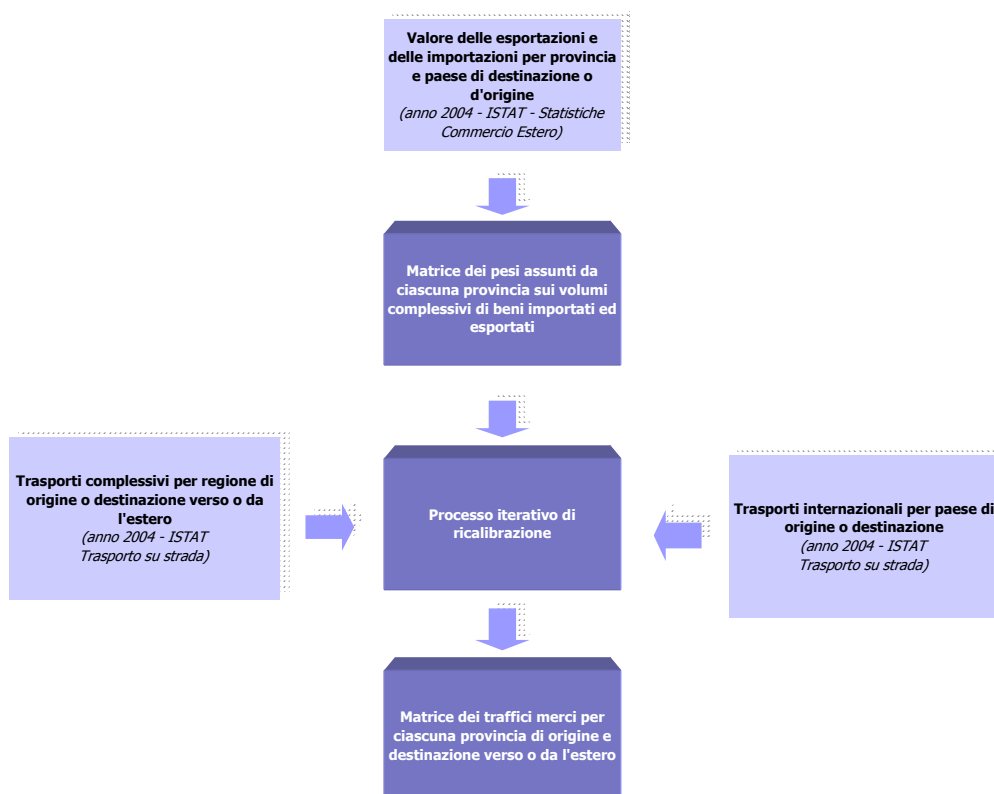 Valore delle esportazioni e
delle importazioni per provincia
e paese di destinazione o
d'origine
(anno 2004 - ISTAT - Statistiche
Commercio Estero)
Matrice dei pesi assunti da
ciascuna provincia sui volumi
complessivi di beni importati ed
esportati
Trasporti complessivi per regione di
origine o destinazione verso o da
l'estero
(anno 2004 - ISTAT
Trasporto su strada)
Processo iterativo di
ricalibrazione
Trasporti internazionali per paese di
origine o destinazione
(anno 2004 - ISTAT
Trasporto su strada)
Matrice dei traffici merci per
ciascuna provincia di origine e
destinazione verso o da l'estero